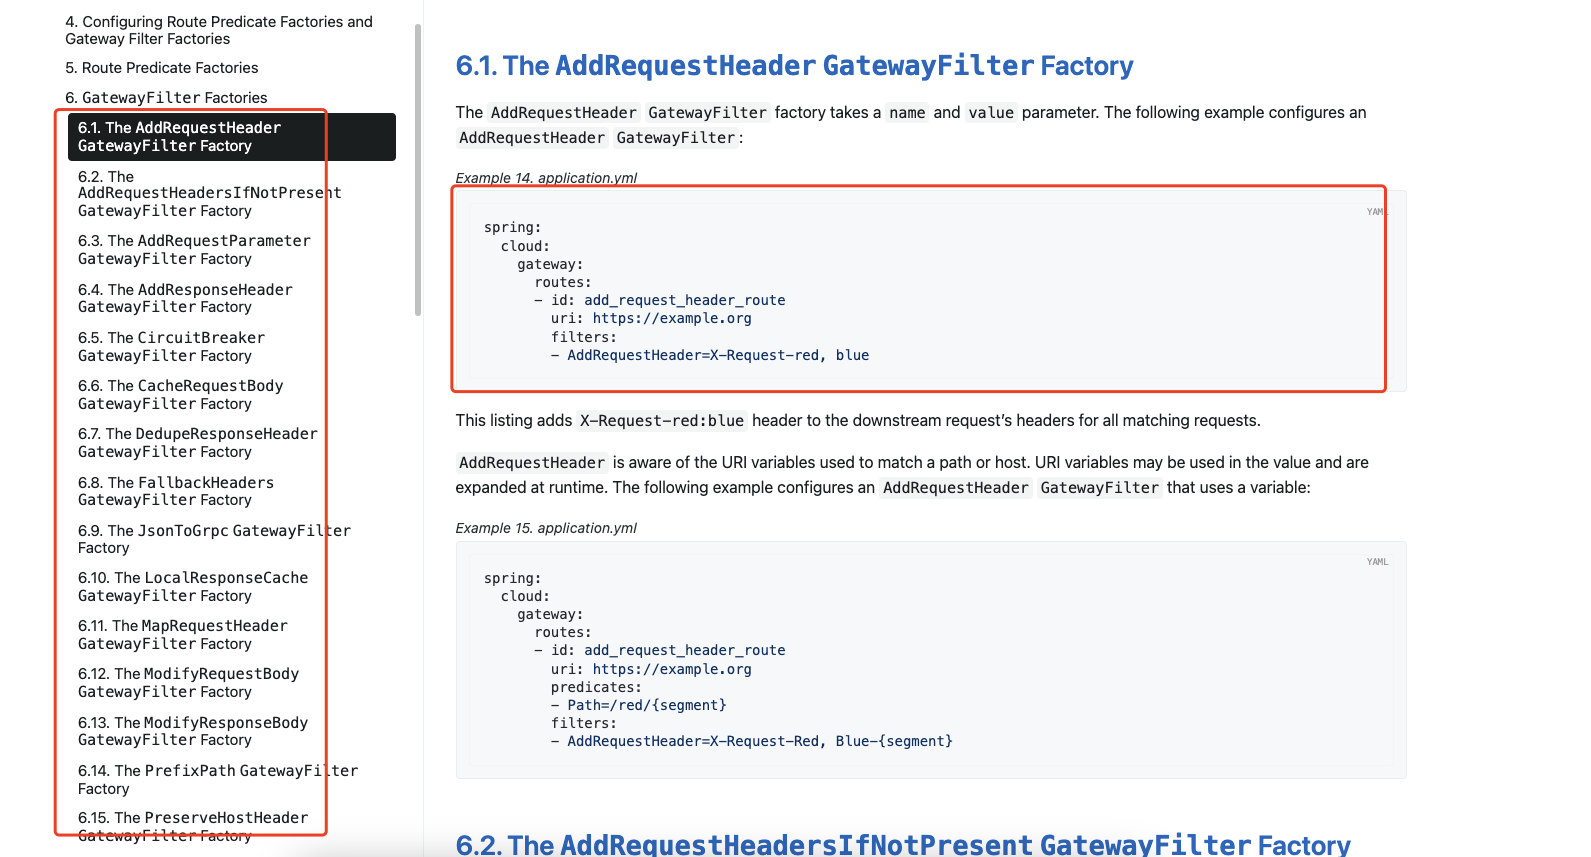 4. Configuring Route Predicate Factories and
Gateway Filter Factories
5. Route Predicate Factories
6. GatewayFilter Factories
6.1. The AddRequestHeader
GatewayFilter Factory
6.2. The
AddRequestHeadersIfNotPresent
GatewayFilter Factory
6.3. The AddRequestParameter
GatewayFilter Factory
6.4. The AddResponseHeader
GatewayFilter Factory
6.5. The CircuitBreaker
GatewayFilter Factory
6.6. The CacheRequestBody
GatewayFilter Factory
6.7. The DedupeResponseHeader
GatewayFilter Factory
6.8. The FallbackHeaders
GatewayFilter Factory
6.9. The JsonToGrpc GatewayFilter
Factory
6.10. The LocalResponseCache
GatewayFilter Factory
6.11. The MapRequestHeader
GatewayFilter Factory
6.12. The ModifyRequestBody
GatewayFilter Factory
6.13. The ModifyResponseBody
GatewayFilter Factory
6.14. The PrefixPath GatewayFilter
Factory
6.15. The PreserveHostHeader
GatewayFilter Factory
6.1. The AddRequestHeader GatewayFilter Factory
The AddRequestHeader GatewayFilter factory takes a name and value parameter. The following example configures an
AddRequestHeader GatewayFilter:
Example 14. application.yml
YAML
spring:
  cloud:
    gateway:
      routes:
      - id: add_request_header_route
        uri: https://example.org
        filters:
        - AddRequestHeader=X-Request-red, blue
This listing adds X-Request-red:blue header to the downstream request’s headers for all matching requests.
AddRequestHeader is aware of the URI variables used to match a path or host. URI variables may be used in the value and are
expanded at runtime. The following example configures an AddRequestHeader GatewayFilter that uses a variable:
Example 15. application.yml
YAML
spring:
  cloud:
    gateway:
      routes:
      - id: add_request_header_route
        uri: https://example.org
        predicates:
        - Path=/red/{segment}
        filters:
        - AddRequestHeader=X-Request-Red, Blue-{segment}
6.2. The AddRequestHeadersIfNotPresent GatewayFilter Factory